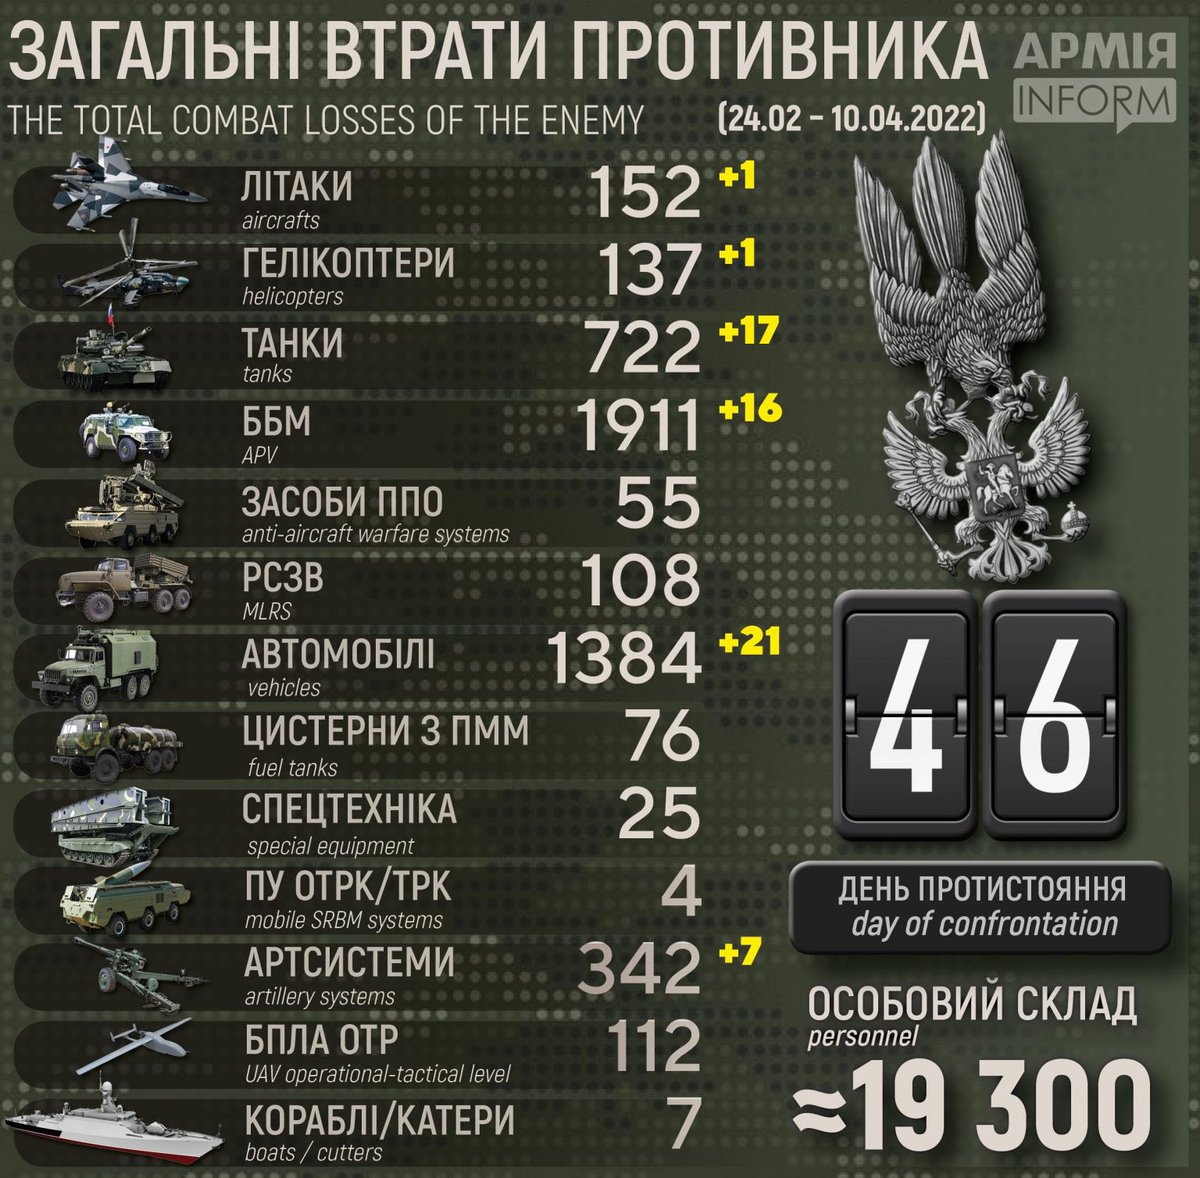 ЗАГАЛЬНІ ВТРАТИ ПРОТИВНИКА
АРМІЯ
INFORM
THE TOTAL COMBAT LOSSES OF THE ENEMY
(24.02 – 10.04.2022)
ЛІТАКИ 152 +1
aircrafts
ГЕЛІКОПТЕРИ 137 +1
helicopters
ТАНКИ 722 +17
tanks
ББМ 1911 +16
APV
ЗАСОБИ ППО 55
anti-aircraft warfare systems
РСЗВ 108
MLRS
АВТОМОБІЛІ 1384 +21
vehicles
ЦИСТЕРНИ З ПММ 76
fuel tanks
СПЕЦТЕХНІКА 25
special equipment
ПУ ОТРК/ТРК 4
mobile SRBM systems
АРТСИСТЕМИ 342 +7
artillery systems
БПЛА ОТР 112
UAV operational-tactical level
КОРАБЛІ/КАТЕРИ 7
boats / cutters
46
ДЕНЬ ПРОТИСТОЯННЯ
day of confrontation
ОСОБОВИЙ СКЛАД
personnel
≈19 300